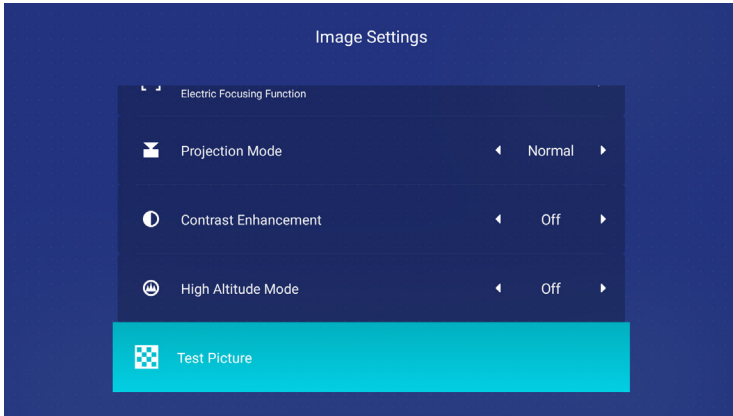 Image Settings
Electric Focusing Function
Projection Mode Normal
Contrast Enhancement Off
High Altitude Mode Off
Test Picture